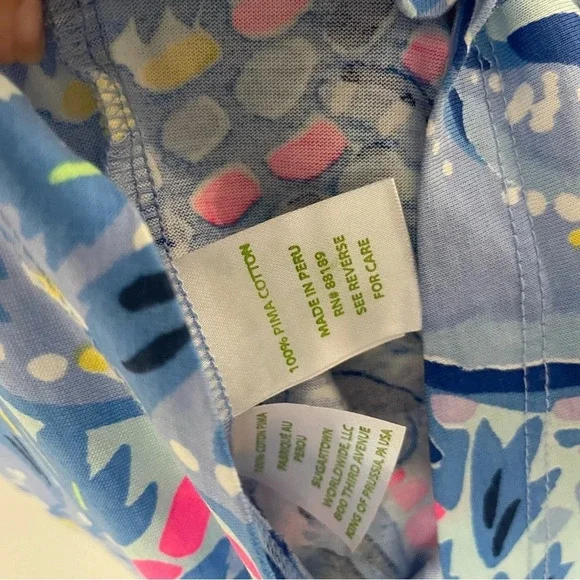 100% PIMA COTTON
MADE IN PERU
RN# 88189
SEE REVERSE
FOR CARE
100% COTON PIMA
FABRIQUÉ AU
PEROU
SUGARTOWN
WORLDWIDE, LLC
800 THIRD AVENUE
KING OF PRUSSIA, PA USA